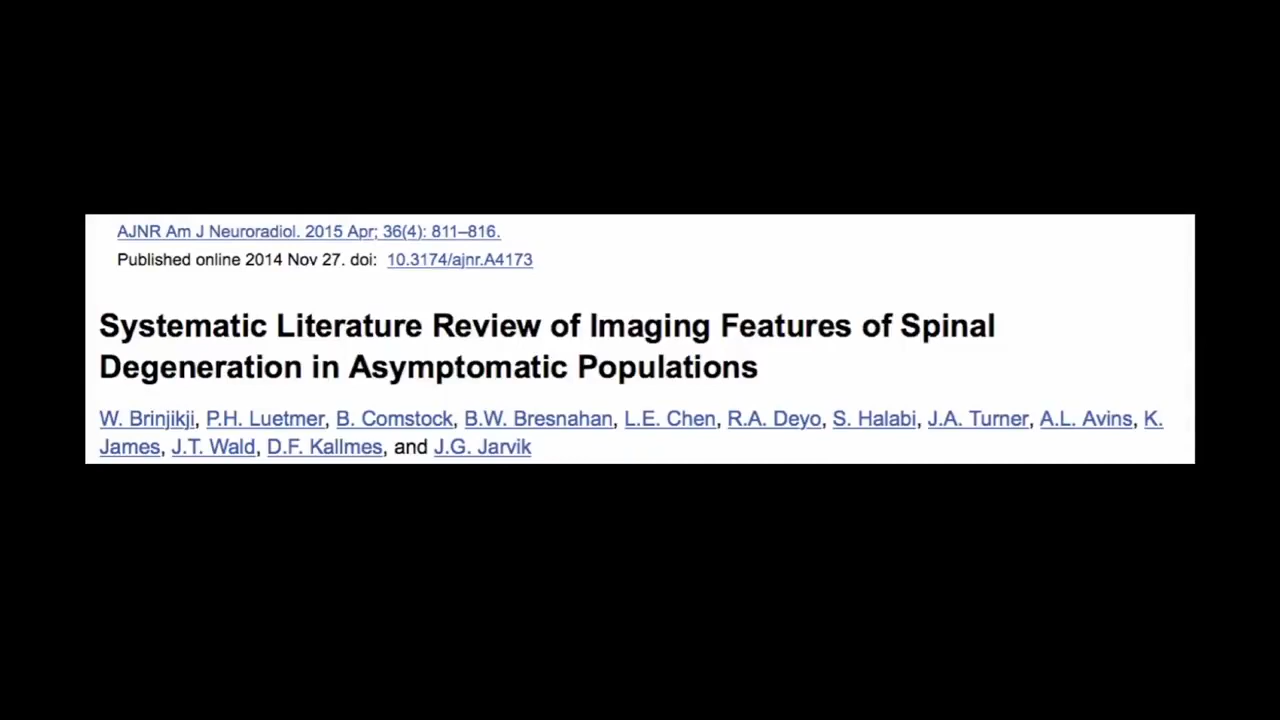 AJNR Am J Neuroradiol. 2015 Apr; 36(4): 811–816.
Published online 2014 Nov 27. doi: 10.3174/ajnr.A4173
Systematic Literature Review of Imaging Features of Spinal
Degeneration in Asymptomatic Populations
W. Brinjikji, P.H. Luetmer, B. Comstock, B.W. Bresnahan, L.E. Chen, R.A. Deyo, S. Halabi, J.A. Turner, A.L. Avins, K.
James, J.T. Wald, D.F. Kallmes, and J.G. Jarvik